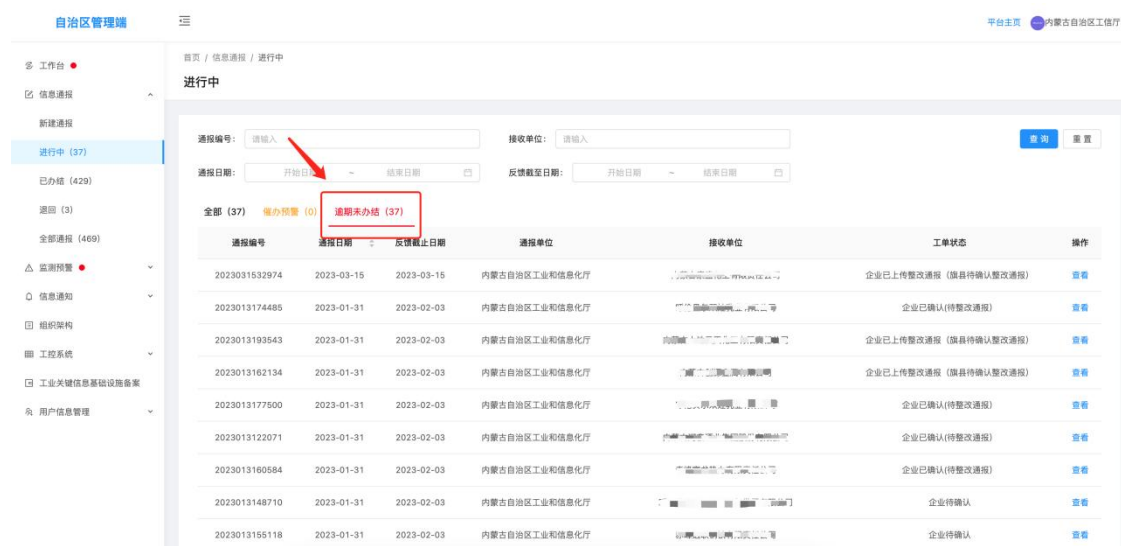 自治区管理端
平台主页 内蒙古自治区工信厅
工作台
信息通报
新建通报
进行中 (37)
已办结 (429)
退回 (3)
全部通报 (469)
监测预警
信息通知
组织架构
工控系统
工业关键信息基础设施备案
用户信息管理
首页 / 信息通报 / 进行中
进行中
通报编号: 请输入 接收单位: 请输入 查询 重置
通报日期: 开始日期 ~ 结束日期 反馈截至日期: 开始日期 ~ 结束日期
全部 (37) 催办预警 (0) 逾期未办结 (37)
通报编号 通报日期 反馈截止日期 通报单位 接收单位 工单状态 操作
2023031532974 2023-03-15 2023-03-15 内蒙古自治区工业和信息化厅 企业已上传整改通报 (旗县待确认整改通报) 查看
2023013174485 2023-01-31 2023-02-03 内蒙古自治区工业和信息化厅 企业已确认(待整改通报) 查看
2023013193543 2023-01-31 2023-02-03 内蒙古自治区工业和信息化厅 企业已上传整改通报 (旗县待确认整改通报) 查看
2023013162134 2023-01-31 2023-02-03 内蒙古自治区工业和信息化厅 企业已上传整改通报 (旗县待确认整改通报) 查看
2023013177500 2023-01-31 2023-02-03 内蒙古自治区工业和信息化厅 企业已确认(待整改通报) 查看
2023013122071 2023-01-31 2023-02-03 内蒙古自治区工业和信息化厅 企业已确认(待整改通报) 查看
2023013160584 2023-01-31 2023-02-03 内蒙古自治区工业和信息化厅 企业已确认(待整改通报) 查看
2023013148710 2023-01-31 2023-02-03 内蒙古自治区工业和信息化厅 企业待确认 查看
2023013155118 2023-01-31 2023-02-03 内蒙古自治区工业和信息化厅 企业待确认 查看